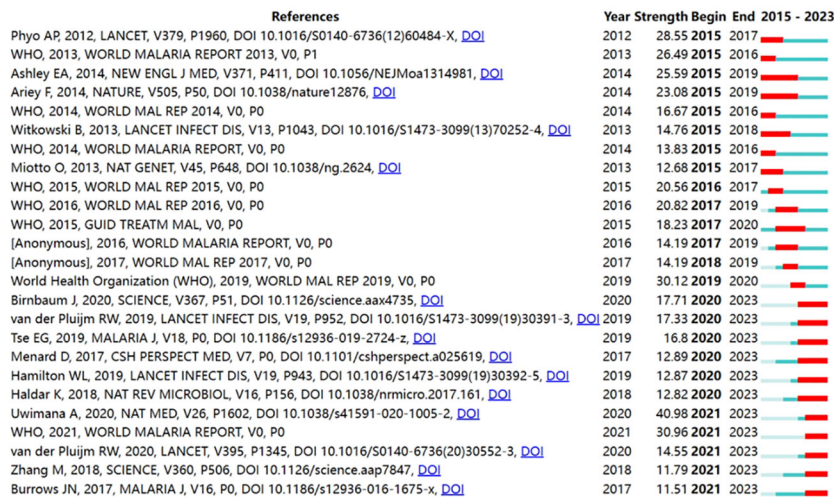 References Year Strength Begin End 2015 - 2023
Phyo AP, 2012, LANCET, V379, P1960, DOI 10.1016/S0140-6736(12)60484-X, DOI 2012 28.55 2015 2017
WHO, 2013, WORLD MALARIA REPORT 2013, V0, P1 2013 26.49 2015 2016
Ashley EA, 2014, NEW ENGL J MED, V371, P411, DOI 10.1056/NEJMoa1314981, DOI 2014 25.59 2015 2019
Ariey F, 2014, NATURE, V505, P50, DOI 10.1038/nature12876, DOI 2014 23.08 2015 2019
WHO, 2014, WORLD MAL REP 2014, V0, P0 2014 16.67 2015 2016
Witkowski B, 2013, LANCET INFECT DIS, V13, P1043, DOI 10.1016/S1473-3099(13)70252-4, DOI 2013 14.76 2015 2018
WHO, 2014, WORLD MALARIA REPORT, V0, P0 2014 13.83 2015 2016
Miotto O, 2013, NAT GENET, V45, P648, DOI 10.1038/ng.2624, DOI 2013 12.68 2015 2017
WHO, 2015, WORLD MAL REP 2015, V0, P0 2015 20.56 2016 2017
WHO, 2016, WORLD MAL REP 2016, V0, P0 2016 20.82 2017 2019
WHO, 2015, GUID TREATM MAL, V0, P0 2015 18.23 2017 2020
[Anonymous], 2016, WORLD MALARIA REPORT, V0, P0 2016 14.19 2017 2019
[Anonymous], 2017, WORLD MAL REP 2017, V0, P0 2017 14.19 2018 2019
World Health Organization (WHO), 2019, WORLD MAL REP 2019, V0, P0 2019 30.12 2019 2020
Birnbaum J, 2020, SCIENCE, V367, P51, DOI 10.1126/science.aax4735, DOI 2020 17.71 2020 2023
van der Pluijm RW, 2019, LANCET INFECT DIS, V19, P952, DOI 10.1016/S1473-3099(19)30391-3, DOI 2019 17.33 2020 2023
Tse EG, 2019, MALARIA J, V18, P0, DOI 10.1186/s12936-019-2724-z, DOI 2019 16.8 2020 2023
Menard D, 2017, CSH PERSPECT MED, V7, P0, DOI 10.1101/cshperspect.a025619, DOI 2017 12.89 2020 2023
Hamilton WL, 2019, LANCET INFECT DIS, V19, P943, DOI 10.1016/S1473-3099(19)30392-5, DOI 2019 12.87 2020 2023
Haldar K, 2018, NAT REV MICROBIOL, V16, P156, DOI 10.1038/nrmicro.2017.161, DOI 2018 12.82 2020 2023
Uwimana A, 2020, NAT MED, V26, P1602, DOI 10.1038/s41591-020-1005-2, DOI 2020 40.98 2021 2023
WHO, 2021, WORLD MALARIA REPORT, V0, P0 2021 30.96 2021 2023
van der Pluijm RW, 2020, LANCET, V395, P1345, DOI 10.1016/S0140-6736(20)30552-3, DOI 2020 14.55 2021 2023
Zhang M, 2018, SCIENCE, V360, P506, DOI 10.1126/science.aap7847, DOI 2018 11.79 2021 2023
Burrows JN, 2017, MALARIA J, V16, P0, DOI 10.1186/s12936-016-1675-x, DOI 2017 11.51 2021 2023